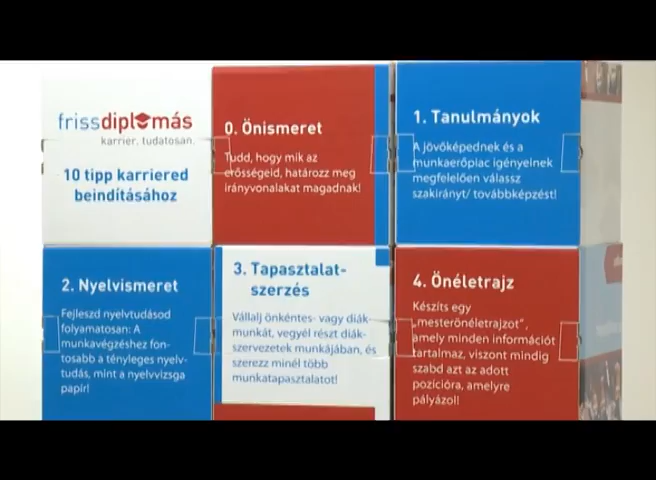 frissdiplomás
karrier. tudatosan.
10 tipp karriered
beindításához
0. Önismeret
Tudd, hogy mik az
erősségeid, határozz meg
irányvonalakat magadnak!
1. Tanulmányok
A jövőképednek és a
munkaerőpiac igényeinek
megfelelően válassz
szakirányt/ továbbképzést!
2. Nyelvismeret
Fejleszd nyelvtudásod
folyamatosan: A
munkavégzéshez fon-
tosabb a tényleges nyelv-
tudás, mint a nyelvvizsga
papír!
3. Tapasztalat-
szerzés
Vállalj önkéntes- vagy diák-
munkát, vegyél részt diák-
szervezetek munkájában, és
szerezz minél több
munkatapasztalatot!
4. Önéletrajz
Készíts egy
„mesterönéletrajzot",
amely minden információt
tartalmaz, viszont mindig
szabd azt az adott
pozícióra, amelyre
pályázol!